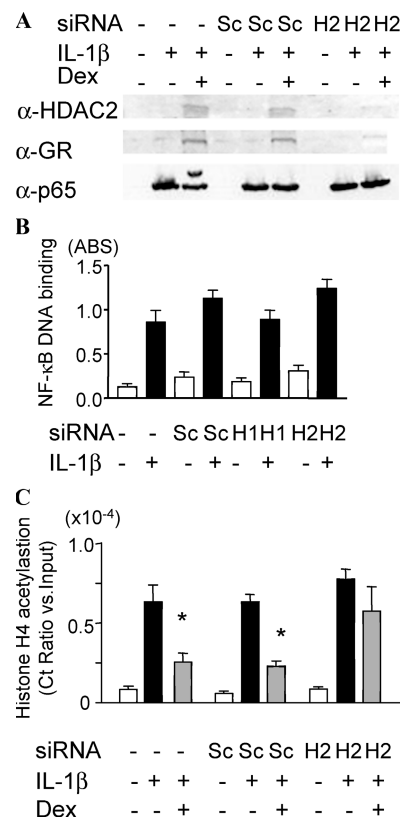 A
siRNA - - - Sc Sc Sc H2 H2 H2
IL-1β - + + - + + - + +
Dex - - + - - + - - +
α-HDAC2
α-GR
α-p65
B
(ABS)
NF-κB DNA binding
1.5
1.0
0.5
0.0
siRNA - - Sc Sc H1 H1 H2 H2
IL-1β - + - + - + - +
C
(x10-4)
Histone H4 acetylastion
(Ct Ratio vs.Input)
1.0
0.5
0
* *
siRNA - - - Sc Sc Sc H2 H2 H2
IL-1β - + + - + + - + +
Dex - - + - - + - - +